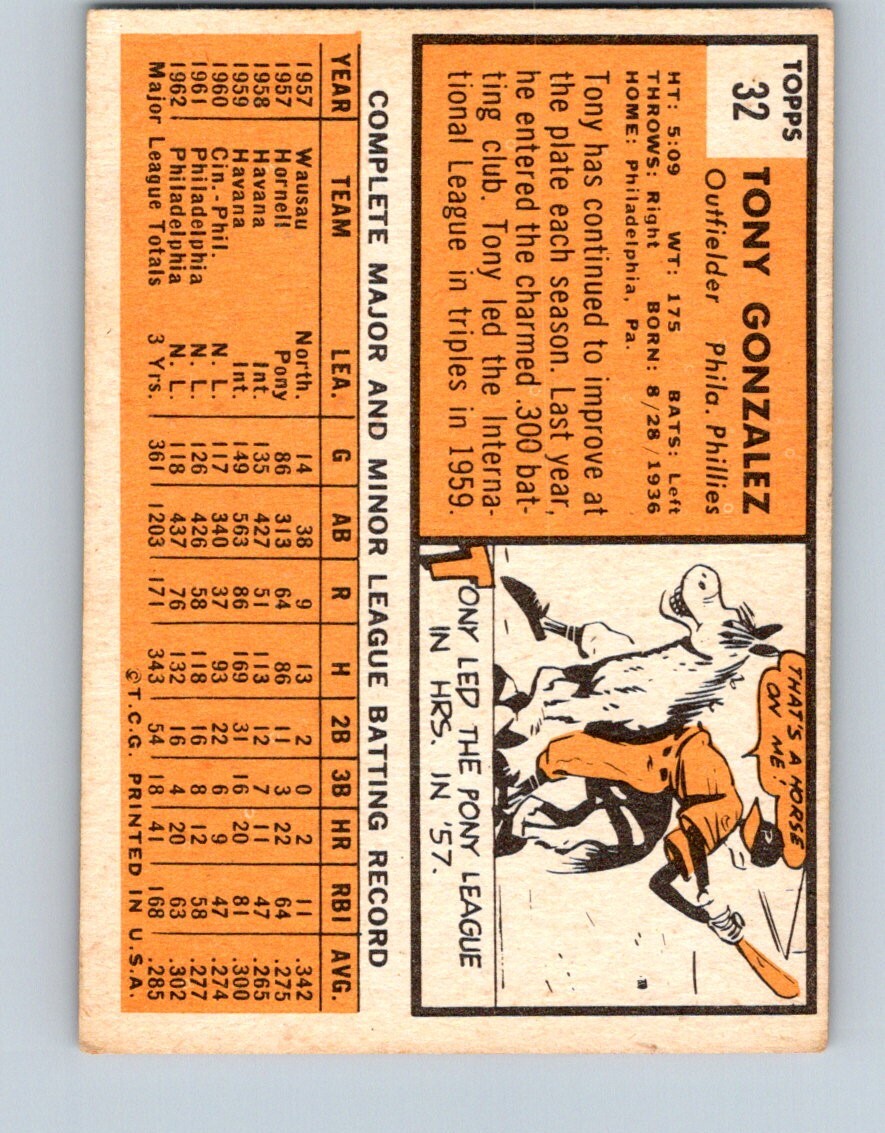 TOPPS
32
TONY GONZALEZ
Outfielder Phila. Phillies
HT: 5:09 WT: 175 BATS: Left
THROWS: Right BORN: 8/28/1936
HOME: Philadelphia, Pa.
Tony has continued to improve at
the plate each season. Last year,
he entered the charmed .300 bat-
ting club. Tony led the Interna-
tional League in triples in 1959.
THAT'S A HORSE
ON ME!
P
TONY LED THE PONY LEAGUE
IN HRS. IN '57.
COMPLETE MAJOR AND MINOR LEAGUE BATTING RECORD
YEAR TEAM LEA. G AB R H 2B 3B HR RBI AVG.
1957 Wausau North. 14 38 9 13 2 0 2 11 .342
1957 Hornell Pony 86 313 64 86 11 3 22 64 .275
1958 Havana Int. 135 427 51 113 12 7 11 47 .265
1959 Havana Int. 149 563 86 169 31 16 20 81 .300
1960 Cin.-Phil. N. L. 117 340 37 93 22 6 9 47 .274
1961 Philadelphia N. L. 126 426 58 118 16 8 12 58 .277
1962 Philadelphia N. L. 118 437 76 132 16 4 20 63 .302
Major League Totals 3 Yrs. 361 1203 171 343 54 18 41 168 .285
©T.C.G. PRINTED IN U.S.A.